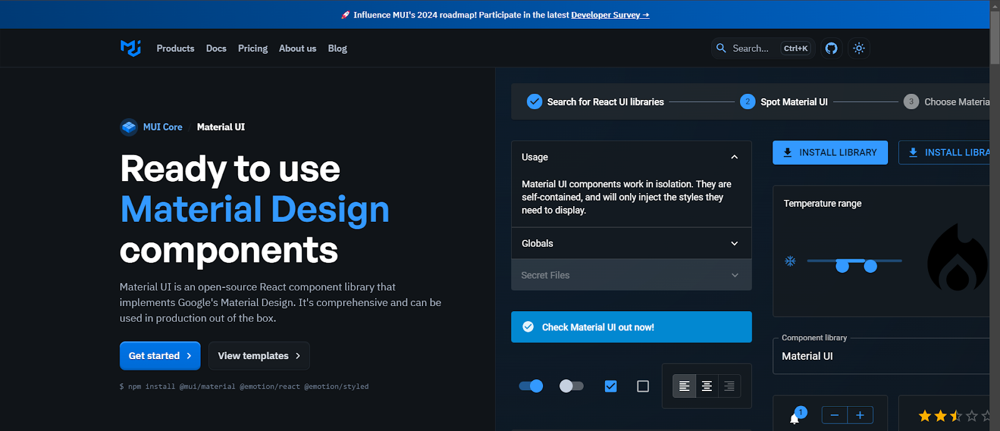 Influence MUI's 2024 roadmap! Participate in the latest Developer Survey →
Products Docs Pricing About us Blog
Search... Ctrl+K
MUI Core / Material UI
Ready to use
Material Design
components
Material UI is an open-source React component library that
implements Google's Material Design. It's comprehensive and can be
used in production out of the box.
Get started
View templates
$ npm install @mui/material @emotion/react @emotion/styled
Search for React UI libraries
2 Spot Material UI
3 Choose Materia
Usage
Material UI components work in isolation. They are
self-contained, and will only inject the styles they
need to display.
Globals
Secret Files
Check Material UI out now!
INSTALL LIBRARY
INSTALL LIBRA
Temperature range
Component library
Material UI
1